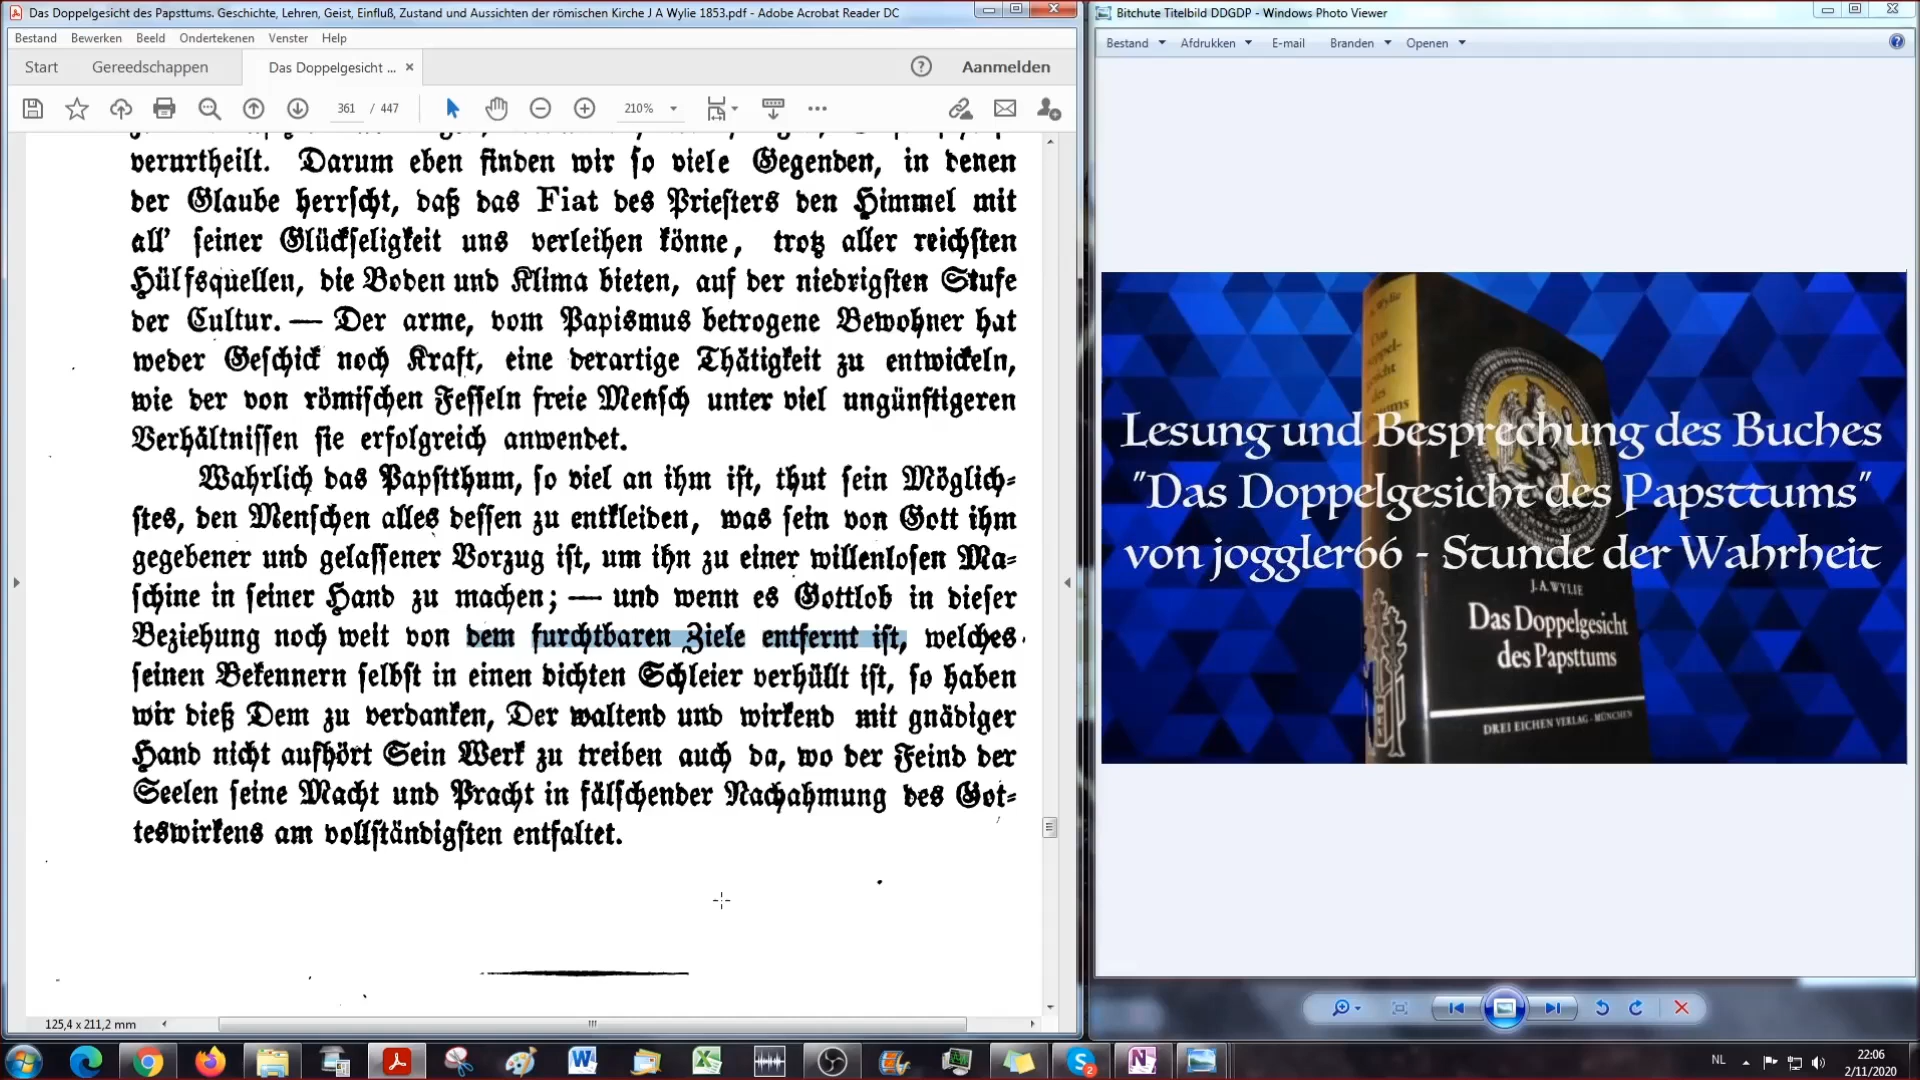 Das Doppelgesicht des Papsttums. Geschichte, Lehren, Geist, Einfluß, Zustand und Aussichten der römischen Kirche J A Wylie 1853.pdf - Adobe Acrobat Reader DC
Bestand Bewerken Beeld Ondertekenen Venster Help
Start Gereedschappen Das Doppelgesicht ... × Aanmelden
361 / 447 210%
verurtheilt. Darum eben finden wir so viele Gegenden, in denen
der Glaube herrscht, daß das Fiat des Priesters den Himmel mit
all' seiner Glückseligkeit uns verleihen könne, trotz aller reichsten
Hülfsquellen, die Boden und Klima bieten, auf der niedrigsten Stufe
der Cultur. — Der arme, vom Papismus betrogene Bewohner hat
weder Geschick noch Kraft, eine derartige Thätigkeit zu entwickeln,
wie der von römischen Fesseln freie Mensch unter viel ungünstigeren
Verhältnissen sie erfolgreich anwendet.
Wahrlich das Papstthum, so viel an ihm ist, thut sein Möglich-
stes, den Menschen alles dessen zu entkleiden, was sein von Gott ihm
gegebener und gelassener Vorzug ist, um ihn zu einer willenlosen Ma-
schine in seiner Hand zu machen; — und wenn es Gottlob in dieser
Beziehung noch weit von dem furchtbaren Ziele entfernt ist, welches
seinen Bekennern selbst in einen dichten Schleier verhüllt ist, so haben
wir dieß Dem zu verdanken, Der waltend und wirkend mit gnädiger
Hand nicht aufhört Sein Werk zu treiben auch da, wo der Feind der
Seelen seine Macht und Pracht in fälschender Nachahmung des Got-
teswirkens am vollständigsten entfaltet.
125,4 x 211,2 mm
Bitchute Titelbild DDGDP - Windows Photo Viewer
Bestand Afdrukken E-mail Branden Openen
Wylie
Das
Doppel-
gesicht
des
Lesung und Besprechung des Buches
"Das Doppelgesicht des Papsttums"
von joggler66 - Stunde der Wahrheit
J.A. WYLIE
Das Doppelgesicht
des Papsttums
DREI EICHEN VERLAG · MÜNCHEN
NL
22:06
2/11/2020